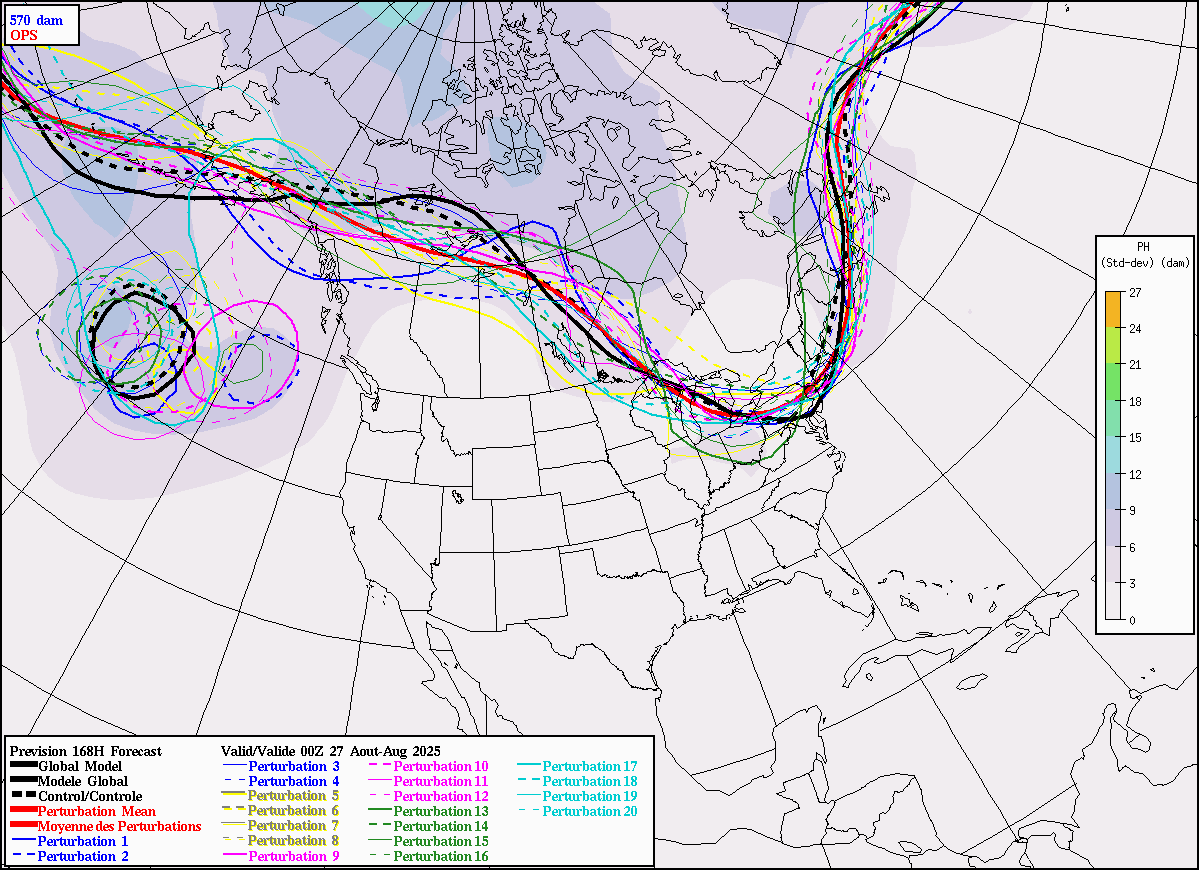 570 dam
OPS
PH
(Std-dev) (dam)
27
24
21
18
15
12
9
6
3
0
Prevision 168H Forecast Valid/Valide 00Z 27 Aout-Aug 2025
Global Model
Modele Global
Control/Controle
Perturbation Mean
Moyenne des Perturbations
Perturbation 1
Perturbation 2
Perturbation 3
Perturbation 4
Perturbation 5
Perturbation 6
Perturbation 7
Perturbation 8
Perturbation 9
Perturbation 10
Perturbation 11
Perturbation 12
Perturbation 13
Perturbation 14
Perturbation 15
Perturbation 16
Perturbation 17
Perturbation 18
Perturbation 19
Perturbation 20